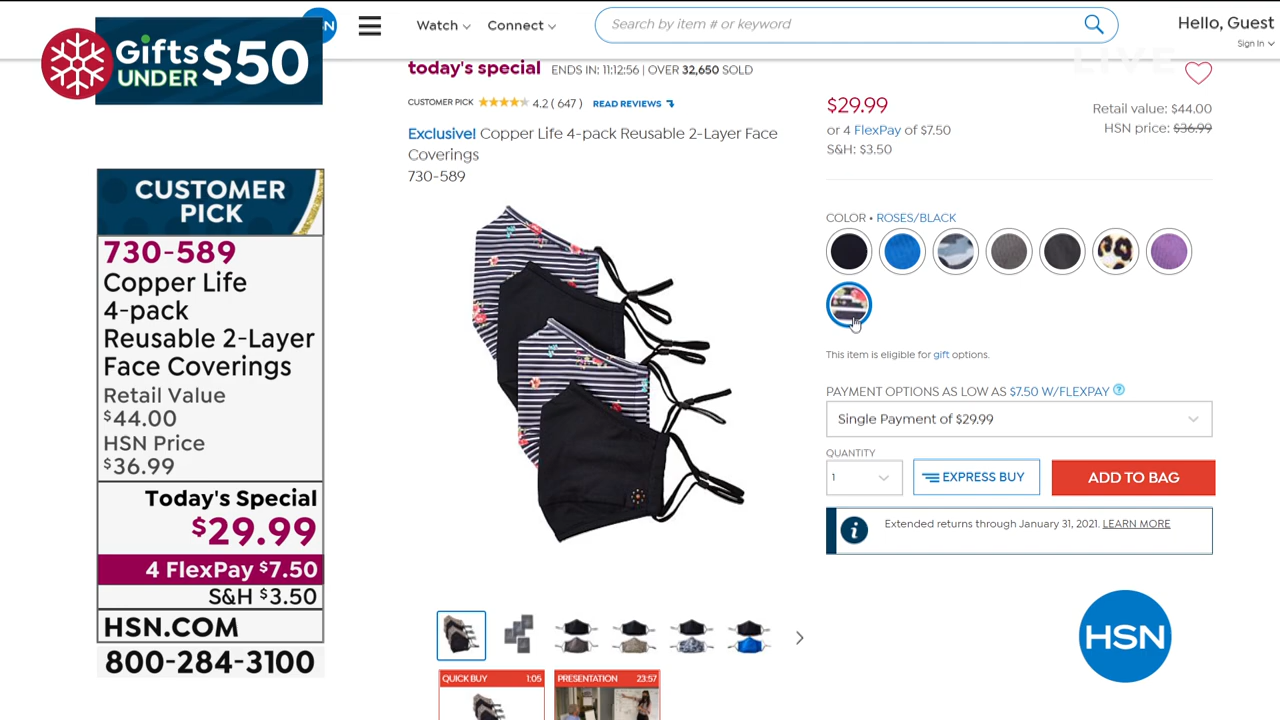 Gifts
UNDER
$50
HSN
Watch
Connect
Search by item # or keyword
Hello, Guest
Sign In
LIVE
today's special ENDS IN: 11:12:56 | OVER 32,650 SOLD
CUSTOMER PICK 4.2 ( 647 ) READ REVIEWS
Exclusive! Copper Life 4-pack Reusable 2-Layer Face
Coverings
730-589
$29.99
or 4 FlexPay of $7.50
S&H: $3.50
Retail value: $44.00
HSN price: $36.99
COLOR • ROSES/BLACK
This item is eligible for gift options.
PAYMENT OPTIONS AS LOW AS $7.50 W/FLEXPAY ?
Single Payment of $29.99
QUANTITY
1
EXPRESS BUY
ADD TO BAG
i
Extended returns through January 31, 2021. LEARN MORE
CUSTOMER
PICK
730-589
Copper Life
4-pack
Reusable 2-Layer
Face Coverings
Retail Value
$44.00
HSN Price
$36.99
Today's Special
$29.99
4 FlexPay $7.50
S&H $3.50
HSN.COM
800-284-3100
QUICK BUY 1:05
PRESENTATION 23:57
HSN